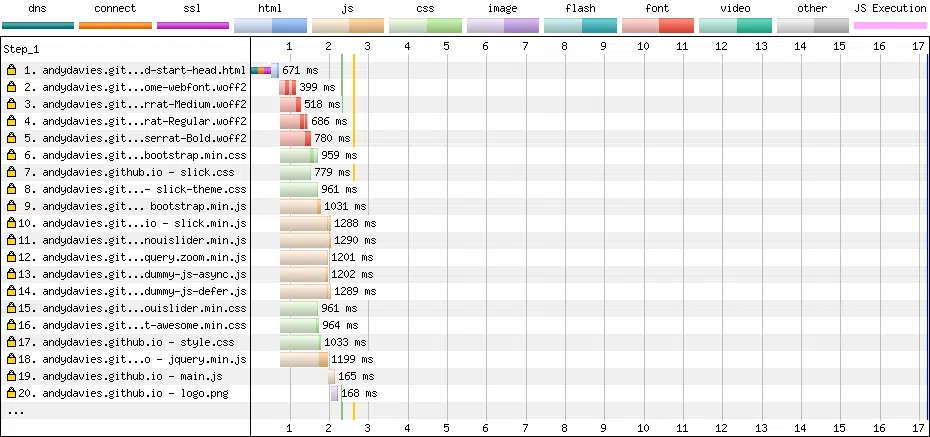 dns connect ssl html js css image flash font video other JS Execution
Step_1 1 2 3 4 5 6 7 8 9 10 11 12 13 14 15 16 17
1. andydavies.git...d-start-head.html 671 ms
2. andydavies.git...ome-webfont.woff2 399 ms
3. andydavies.git...rrat-Medium.woff2 518 ms
4. andydavies.git...rat-Regular.woff2 686 ms
5. andydavies.git...serrat-Bold.woff2 780 ms
6. andydavies.git...bootstrap.min.css 959 ms
7. andydavies.github.io - slick.css 779 ms
8. andydavies.git...- slick-theme.css 961 ms
9. andydavies.git... bootstrap.min.js 1031 ms
10. andydavies.git...io - slick.min.js 1288 ms
11. andydavies.git...nouislider.min.js 1290 ms
12. andydavies.git...query.zoom.min.js 1201 ms
13. andydavies.git...dummy-js-async.js 1202 ms
14. andydavies.git...dummy-js-defer.js 1289 ms
15. andydavies.git...ouislider.min.css 961 ms
16. andydavies.git...t-awesome.min.css 964 ms
17. andydavies.github.io - style.css 1033 ms
18. andydavies.git...o - jquery.min.js 1199 ms
19. andydavies.github.io - main.js 165 ms
20. andydavies.github.io - logo.png 168 ms
...
1 2 3 4 5 6 7 8 9 10 11 12 13 14 15 16 17